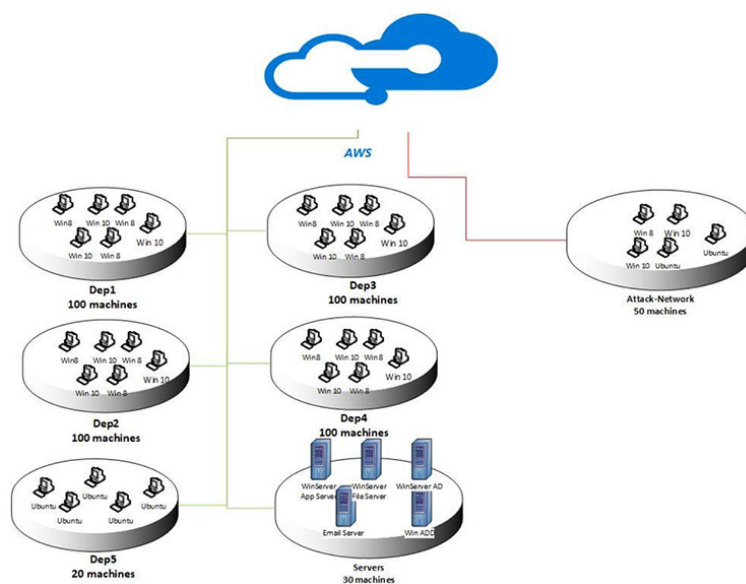 AWS
Win8
Win 10
Win 8
Win 10
Win 10
Win 8
Dep1
100 machines
Win8
Win 10
Win 8
Win 10
Win 10
Win 8
Dep3
100 machines
Win 8
Win 10
Ubuntu
Win 10
Ubuntu
Attack-Network
50 machines
Win8
Win 10
Win 8
Win 10
Win 10
Win 8
Dep2
100 machines
Win8
Win 10
Win 8
Win 10
Win 10
Win 8
Dep4
100 machines
Ubuntu
Ubuntu
Ubuntu
Ubuntu
Ubuntu
Dep5
20 machines
WinServer
App Server
WinServer
File Server
WinServer AD
Email Server
Win ADD
Servers
30 machines